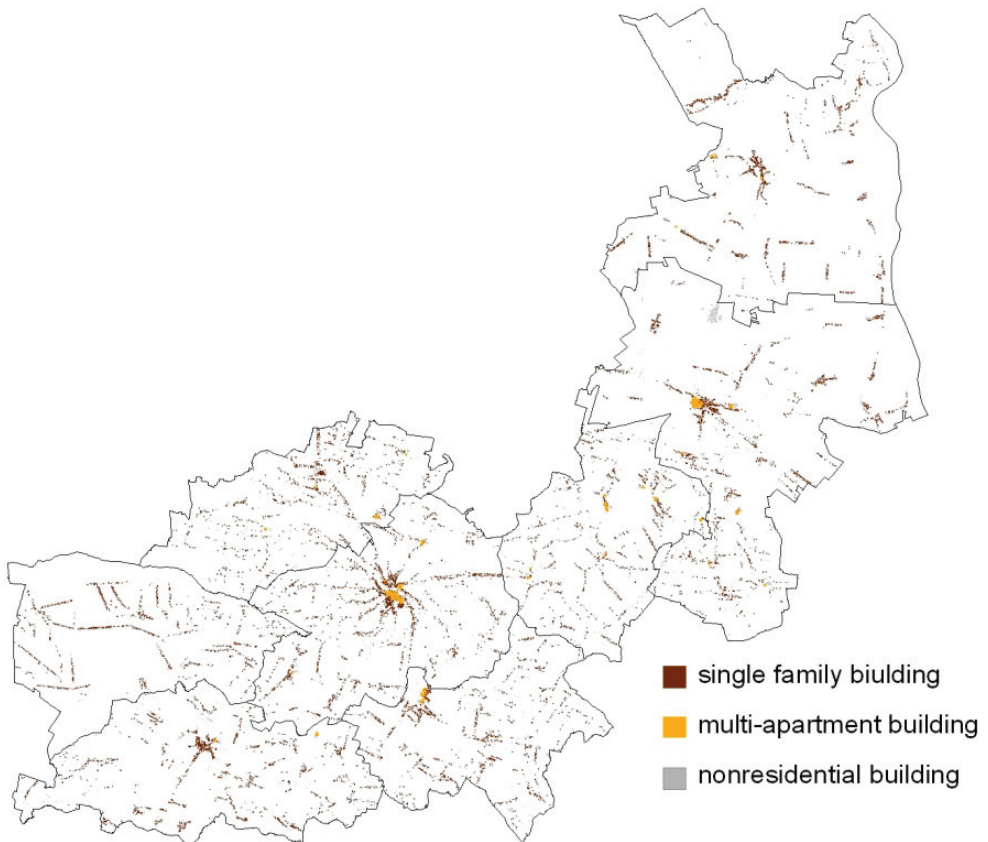 single family biulding
multi-apartment building
nonresidential building